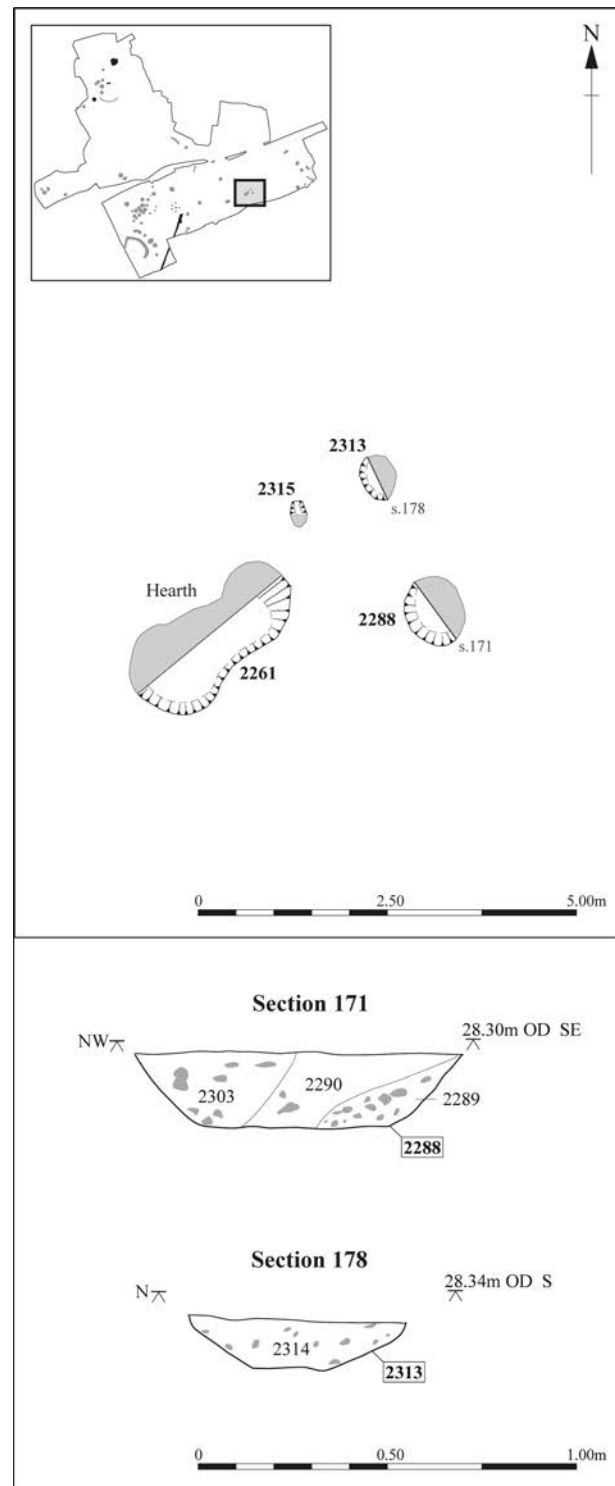 N
2313
2315
s.178
Hearth
2288
s.171
2261
0 2.50 5.00m
Section 171
NW 28.30m OD SE
2303 2290 2289
2288
Section 178
N 28.34m OD S
2314
2313
0 0.50 1.00m